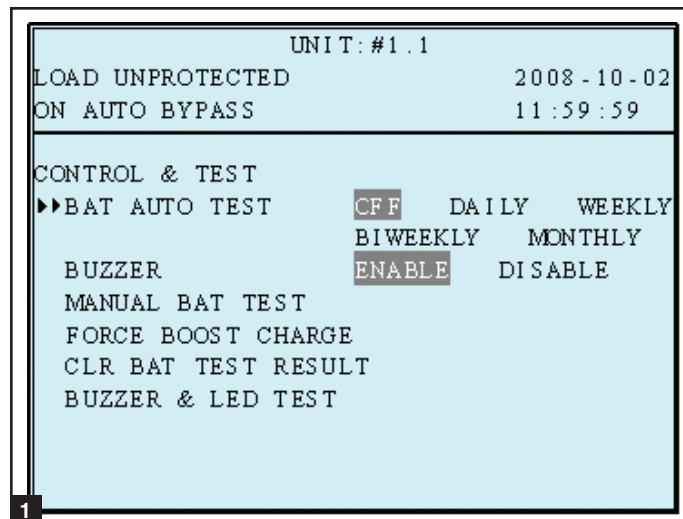 UNIT:#1.1
LOAD UNPROTECTED 2008-10-02
ON AUTO BYPASS 11:59:59
CONTROL & TEST
▶▶BAT AUTO TEST CFF DAILY WEEKLY
BIWEEKLY MONTHLY
BUZZER ENABLE DISABLE
MANUAL BAT TEST
FORCE BOOST CHARGE
CLR BAT TEST RESULT
BUZZER & LED TEST
1